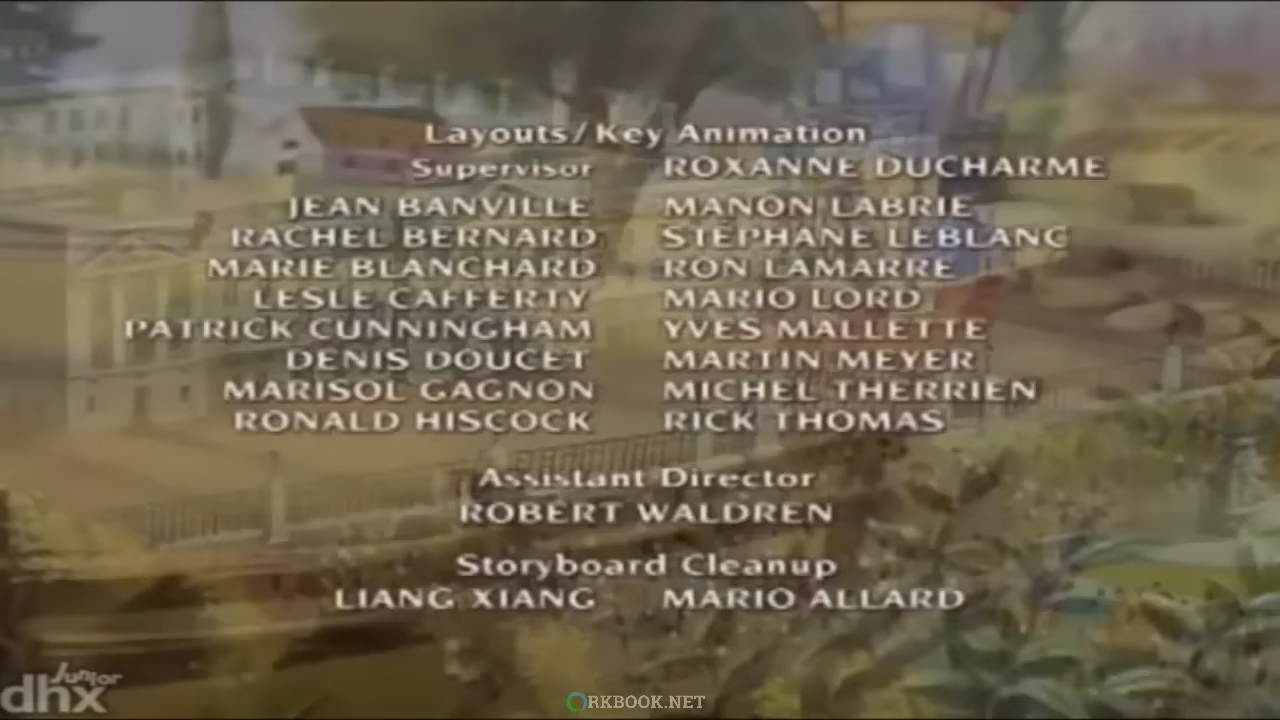 Layouts/Key Animation
Supervisor ROXANNE DUCHARME
JEAN BANVILLE MANON LABRIE
RACHEL BERNARD STEPHANE LEBLANC
MARIE BLANCHARD RON LAMARRE
LESLE CAFFERTY MARIO LORD
PATRICK CUNNINGHAM YVES MALLETTE
DENIS DOUCET MARTIN MEYER
MARISOL GAGNON MICHEL THERRIEN
RONALD HISCOCK RICK THOMAS
Assistant Director
ROBERT WALDREN
Storyboard Cleanup
LIANG XIANG MARIO ALLARD
Junior
dhx
ORKBOOK.NET